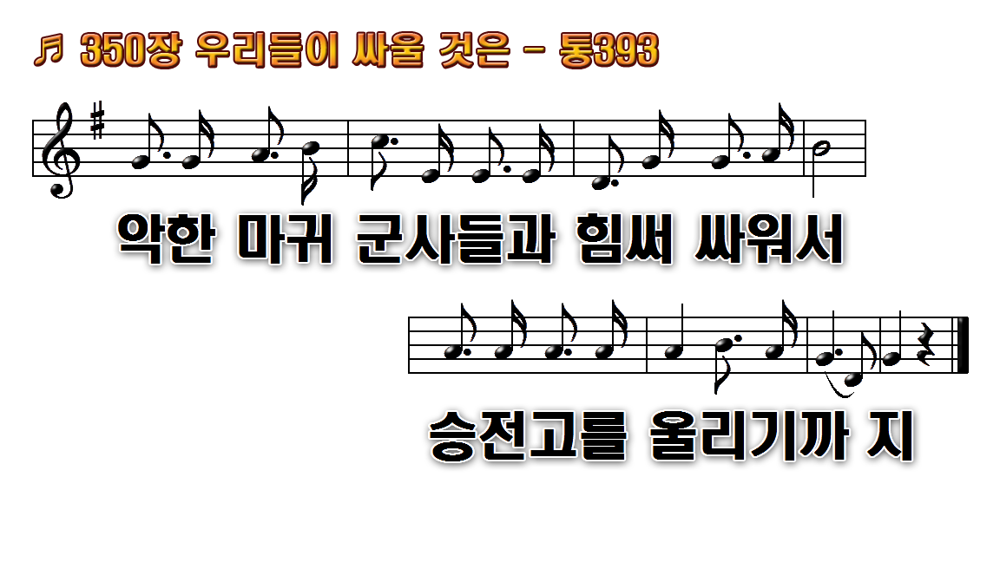 ♬ 350장 우리들이 싸울 것은 - 통393
악한 마귀 군사들과 힘써 싸워서
승전고를 울리기까 지